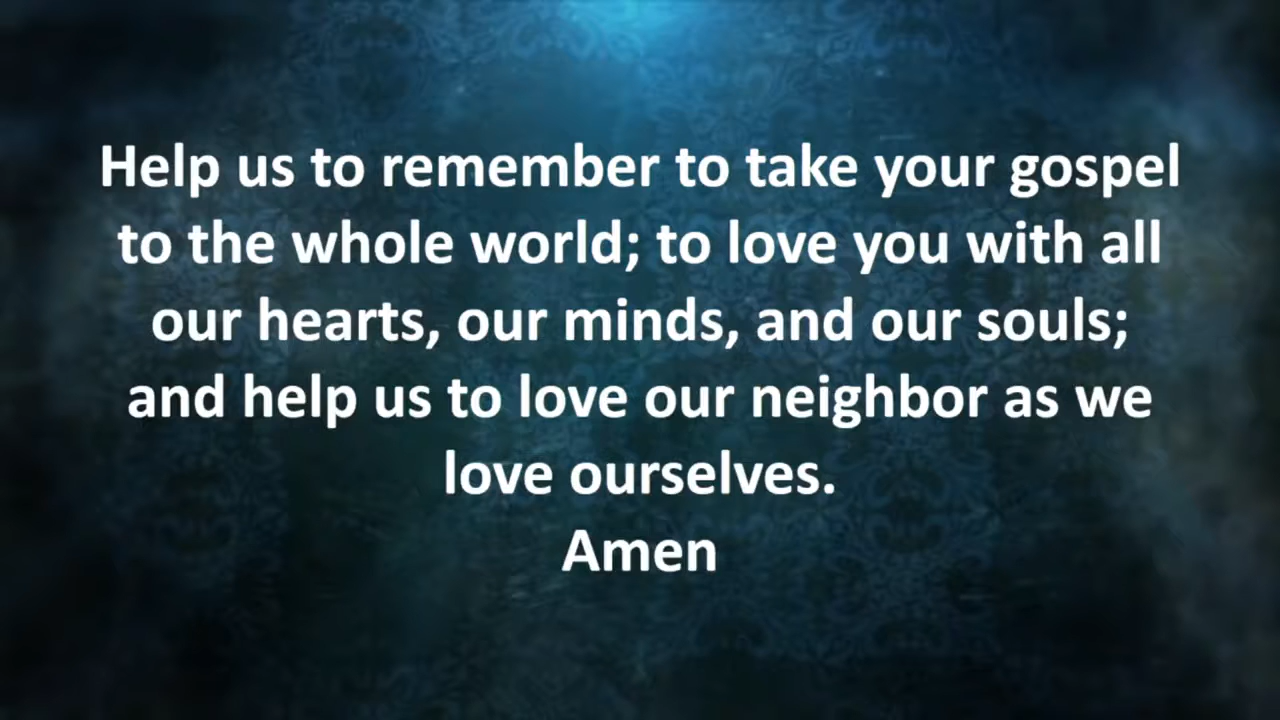 Help us to remember to take your gospel
to the whole world; to love you with all
our hearts, our minds, and our souls;
and help us to love our neighbor as we
love ourselves.
Amen